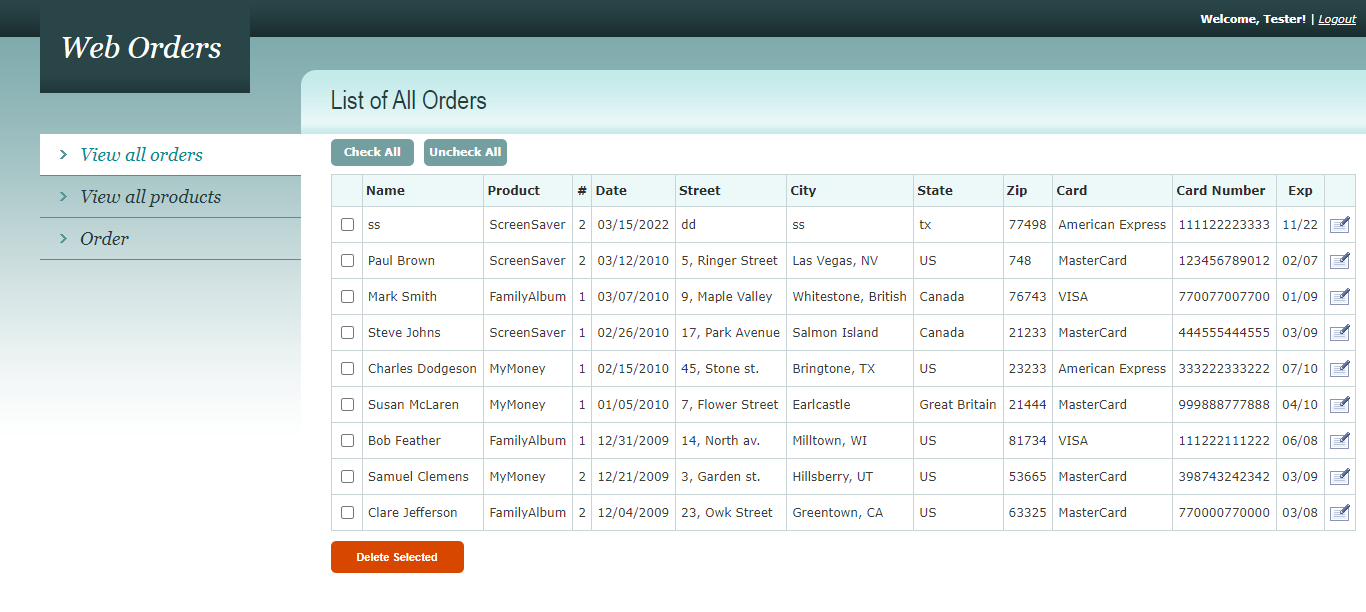 Welcome, Tester! | Logout
Web Orders
List of All Orders
View all orders
View all products
Order
Check All Uncheck All
Name Product # Date Street City State Zip Card Card Number Exp
ss ScreenSaver 2 03/15/2022 dd ss tx 77498 American Express 111122223333 11/22
Paul Brown ScreenSaver 2 03/12/2010 5, Ringer Street Las Vegas, NV US 748 MasterCard 123456789012 02/07
Mark Smith FamilyAlbum 1 03/07/2010 9, Maple Valley Whitestone, British Canada 76743 VISA 770077007700 01/09
Steve Johns ScreenSaver 1 02/26/2010 17, Park Avenue Salmon Island Canada 21233 MasterCard 444555444555 03/09
Charles Dodgeson MyMoney 1 02/15/2010 45, Stone st. Bringtone, TX US 23233 American Express 333222333222 07/10
Susan McLaren MyMoney 1 01/05/2010 7, Flower Street Earlcastle Great Britain 21444 MasterCard 999888777888 04/10
Bob Feather FamilyAlbum 1 12/31/2009 14, North av. Milltown, WI US 81734 VISA 111222111222 06/08
Samuel Clemens MyMoney 2 12/21/2009 3, Garden st. Hillsberry, UT US 53665 MasterCard 398743242342 03/09
Clare Jefferson FamilyAlbum 2 12/04/2009 23, Owk Street Greentown, CA US 63325 MasterCard 770000770000 03/08
Delete Selected